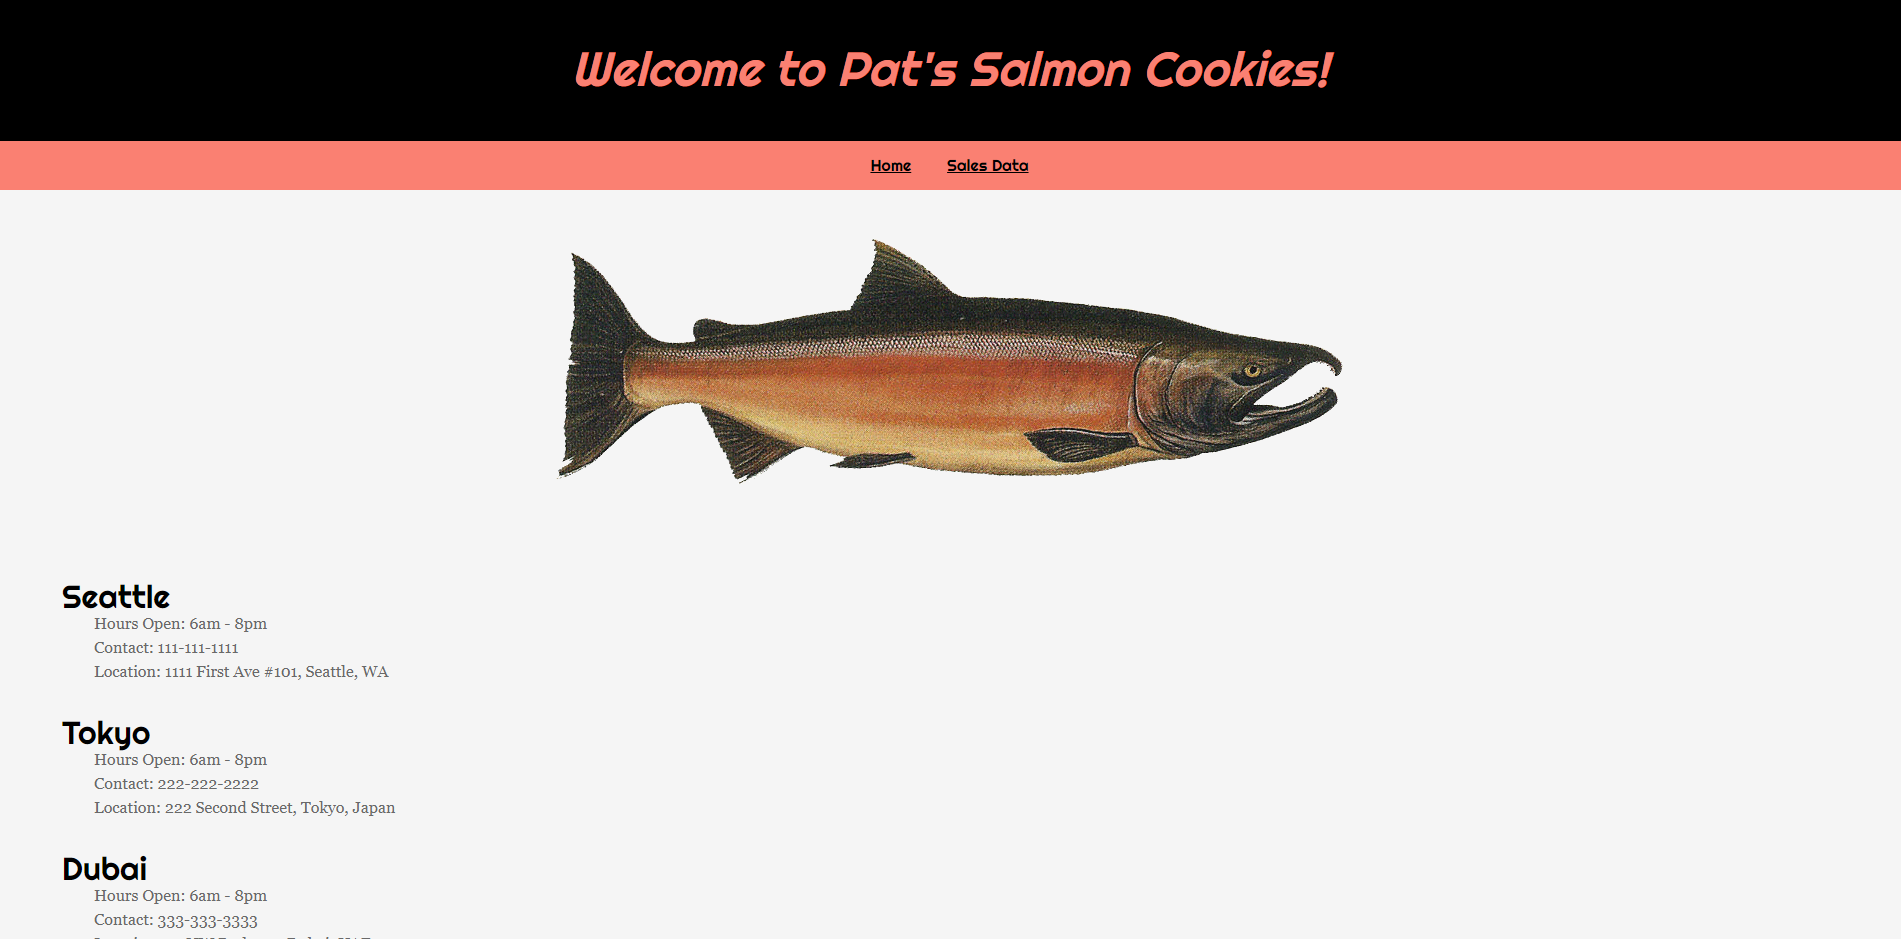 Welcome to Pat's Salmon Cookies!
Home Sales Data
Seattle
Hours Open: 6am - 8pm
Contact: 111-111-1111
Location: 1111 First Ave #101, Seattle, WA
Tokyo
Hours Open: 6am - 8pm
Contact: 222-222-2222
Location: 222 Second Street, Tokyo, Japan
Dubai
Hours Open: 6am - 8pm
Contact: 333-333-3333